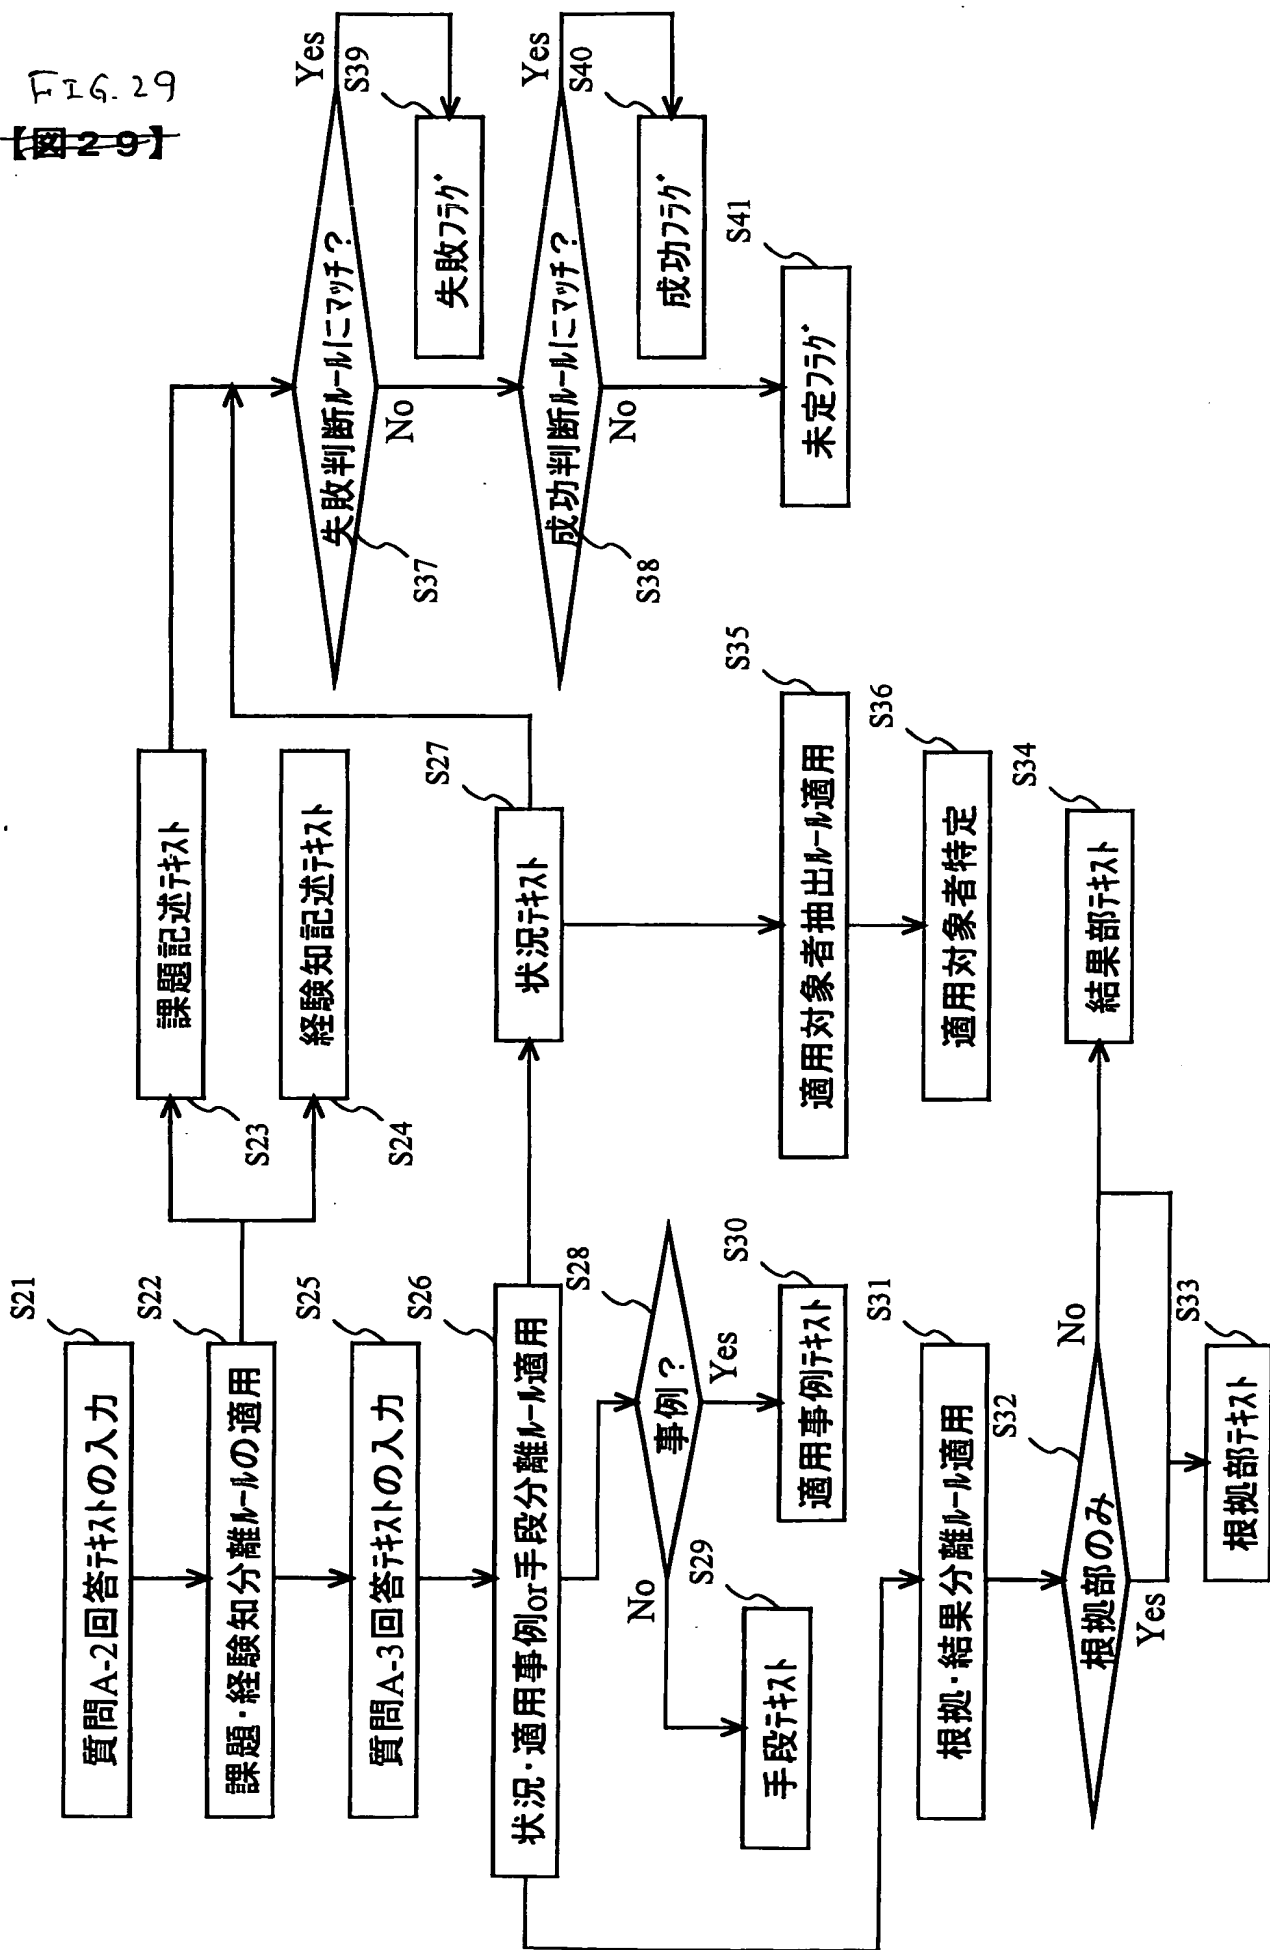 FIG. 29
【図29】
S21
質問A-2回答テキストの入力
S22
課題・経験知分離ルールの適用
S23
課題記述テキスト
S24
経験知記述テキスト
S25
質問A-3回答テキストの入力
S26
状況・適用事例or手段分離ルール適用
S27
状況テキスト
S28
事例？
No
Yes
S29
手段テキスト
S30
適用事例テキスト
S31
根拠・結果分離ルール適用
S32
根拠部のみ
No
Yes
S33
根拠部テキスト
S34
結果部テキスト
S35
適用対象者抽出ルール適用
S36
適用対象者特定
S37
失敗判断ルールにマッチ？
Yes
No
S39
失敗フラグ
S38
成功判断ルールにマッチ？
Yes
No
S40
成功フラグ
S41
未定フラグ